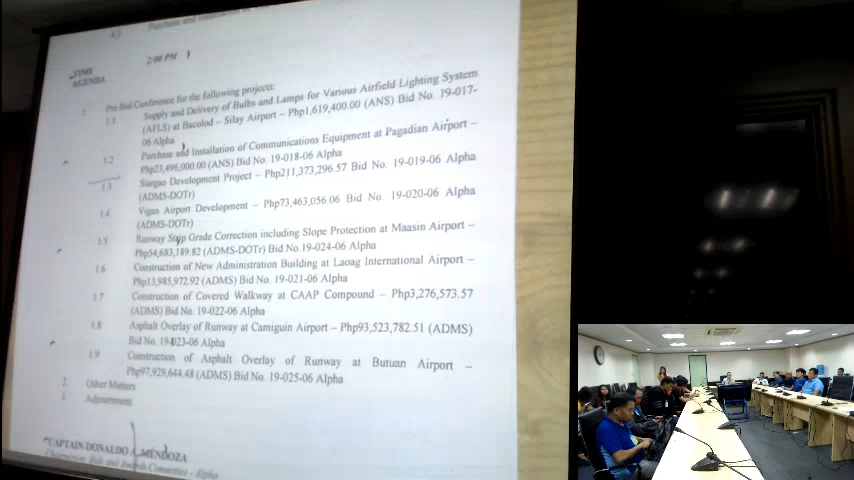 4.3 Purchase and
TIME 2:00 PM
AGENDA
1. Pre Bid Conference for the following projects:
1.1 Supply and Delivery of Bulbs and Lamps for Various Airfield Lighting System
(AFLS) at Bacolod – Silay Airport – Php1,619,400.00 (ANS) Bid No. 19-017-
06 Alpha
1.2 Purchase and Installation of Communications Equipment at Pagadian Airport –
Php23,496,000.00 (ANS) Bid No. 19-018-06 Alpha
1.3 Siargao Development Project – Php211,373,296.57 Bid No. 19-019-06 Alpha
(ADMS-DOTr)
1.4 Vigan Airport Development – Php73,463,056.06 Bid No. 19-020-06 Alpha
(ADMS-DOTr)
1.5 Runway Strip Grade Correction including Slope Protection at Maasin Airport –
Php54,683,189.82 (ADMS-DOTr) Bid No.19-024-06 Alpha
1.6 Construction of New Administration Building at Laoag International Airport –
Php13,985,972.92 (ADMS) Bid No. 19-021-06 Alpha
1.7 Construction of Covered Walkway at CAAP Compound – Php3,276,573.57
(ADMS) Bid No. 19-022-06 Alpha
1.8 Asphalt Overlay of Runway at Camiguin Airport – Php93,523,782.51 (ADMS)
Bid No. 19-023-06 Alpha
1.9 Construction of Asphalt Overlay of Runway at Butuan Airport –
Php97,929,644.48 (ADMS) Bid No. 19-025-06 Alpha
2. Other Matters
3. Adjournment
CAPTAIN DONALDO A. MENDOZA
Chairperson, Bids and Awards Committee - Alpha